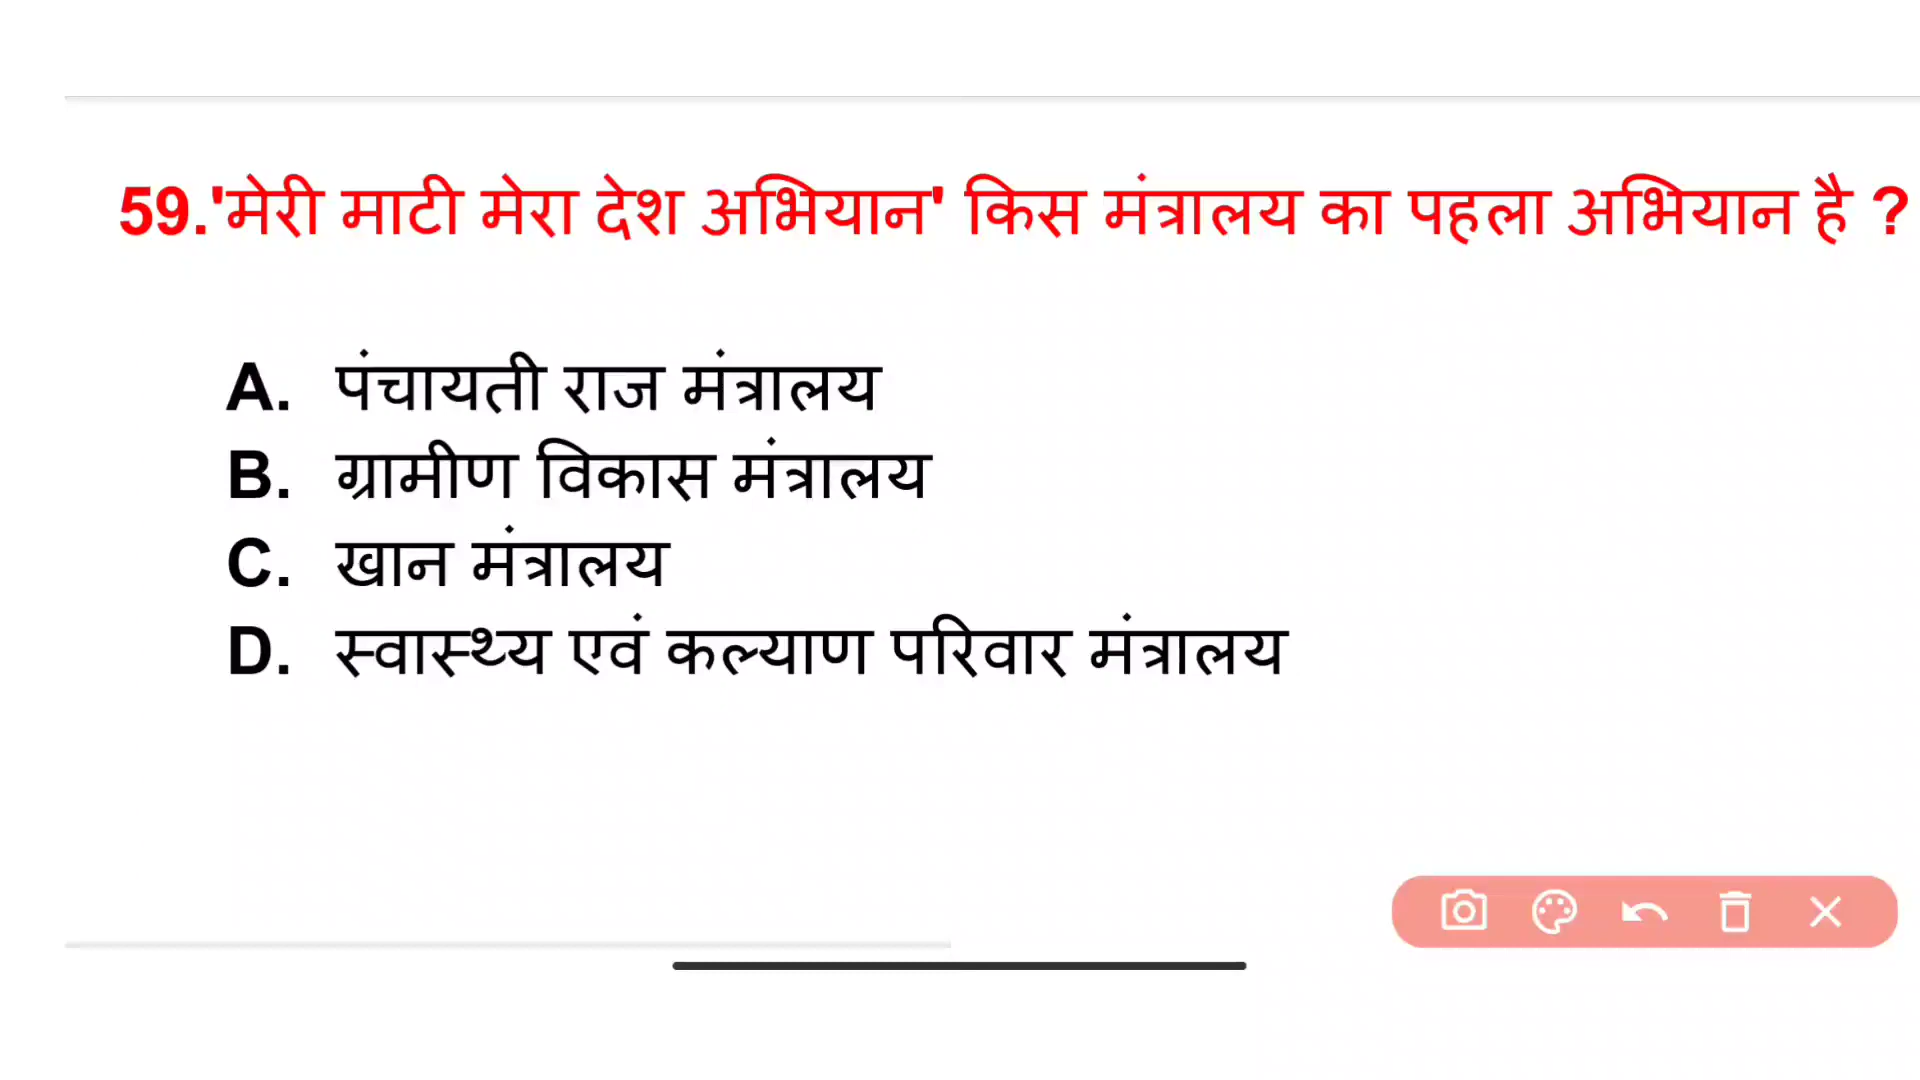 59.'मेरी माटी मेरा देश अभियान' किस मंत्रालय का पहला अभियान है ?
A. पंचायती राज मंत्रालय
B. ग्रामीण विकास मंत्रालय
C. खान मंत्रालय
D. स्वास्थ्य एवं कल्याण परिवार मंत्रालय